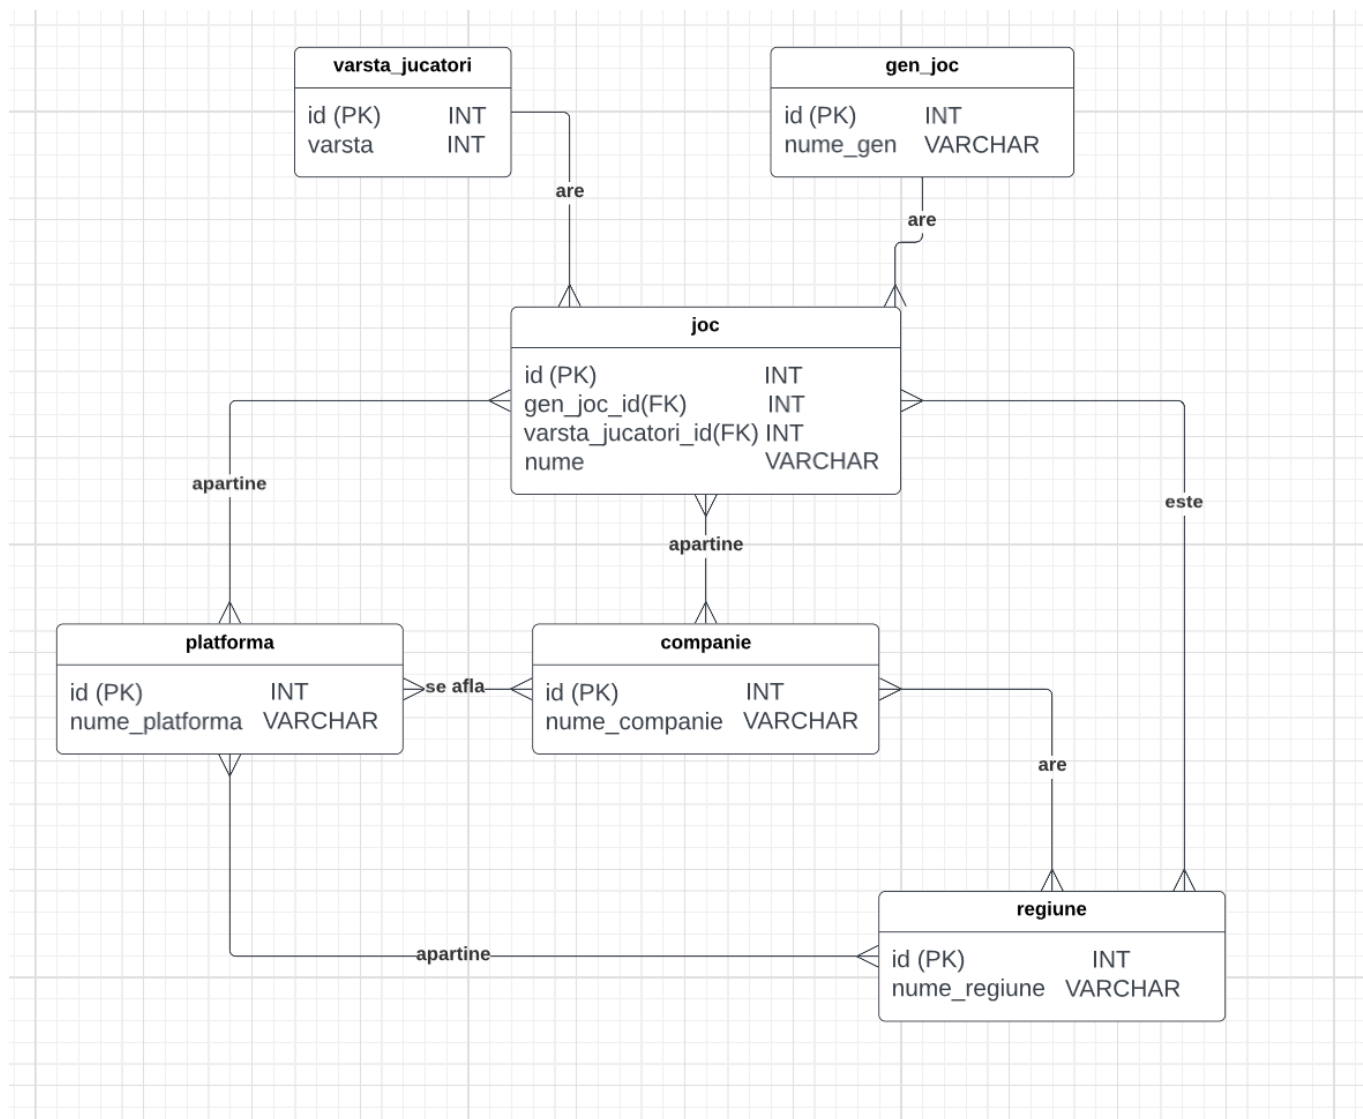 varsta_jucatori
id (PK) INT
varsta INT
gen_joc
id (PK) INT
nume_gen VARCHAR
are
are
joc
id (PK) INT
gen_joc_id(FK) INT
varsta_jucatori_id(FK) INT
nume VARCHAR
apartine
este
apartine
platforma
id (PK) INT
nume_platforma VARCHAR
se afla
companie
id (PK) INT
nume_companie VARCHAR
are
regiune
id (PK) INT
nume_regiune VARCHAR
apartine